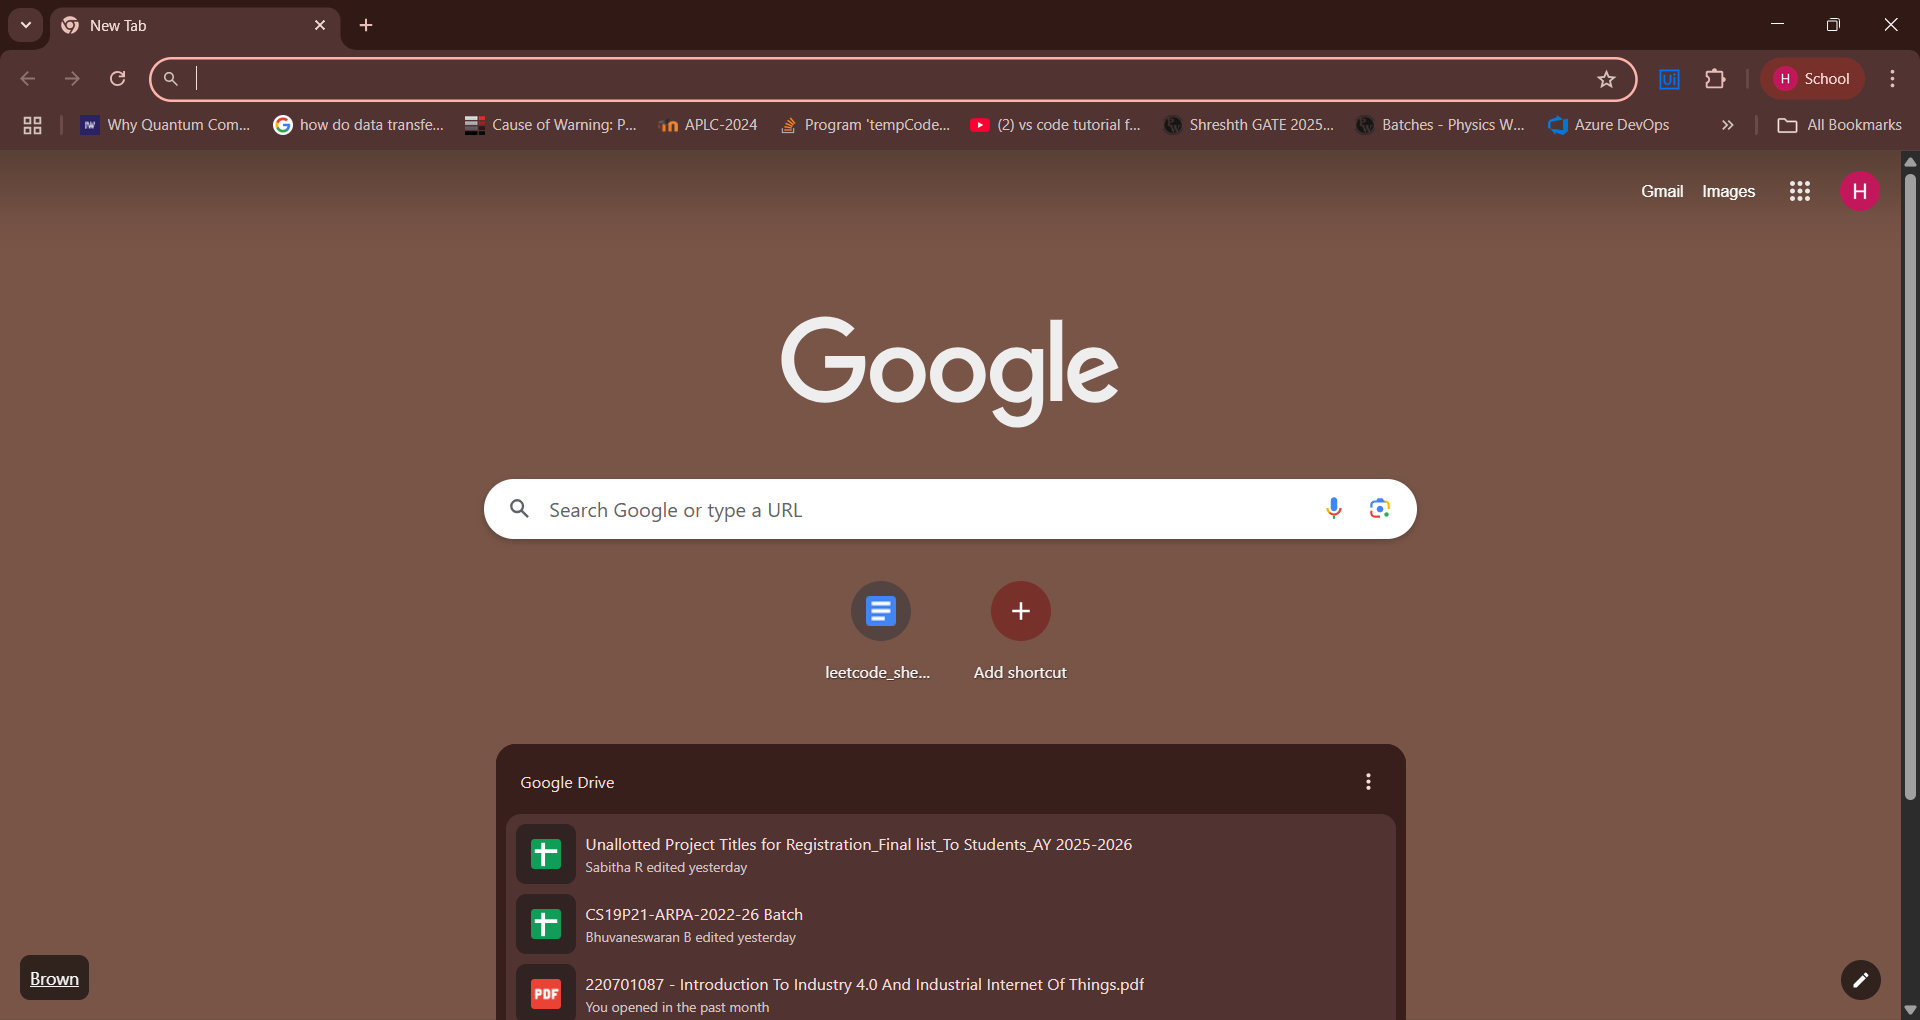 New Tab
Ui
H School
Why Quantum Com...
how do data transfe...
Cause of Warning: P...
APLC-2024
Program 'tempCode...
(2) vs code tutorial f...
Shreshth GATE 2025...
Batches - Physics W...
Azure DevOps
All Bookmarks
Gmail Images H
Google
Search Google or type a URL
leetcode_she...
Add shortcut
Google Drive
Unallotted Project Titles for Registration_Final list_To Students_AY 2025-2026
Sabitha R edited yesterday
CS19P21-ARPA-2022-26 Batch
Bhuvaneswaran B edited yesterday
PDF
220701087 - Introduction To Industry 4.0 And Industrial Internet Of Things.pdf
You opened in the past month
Brown